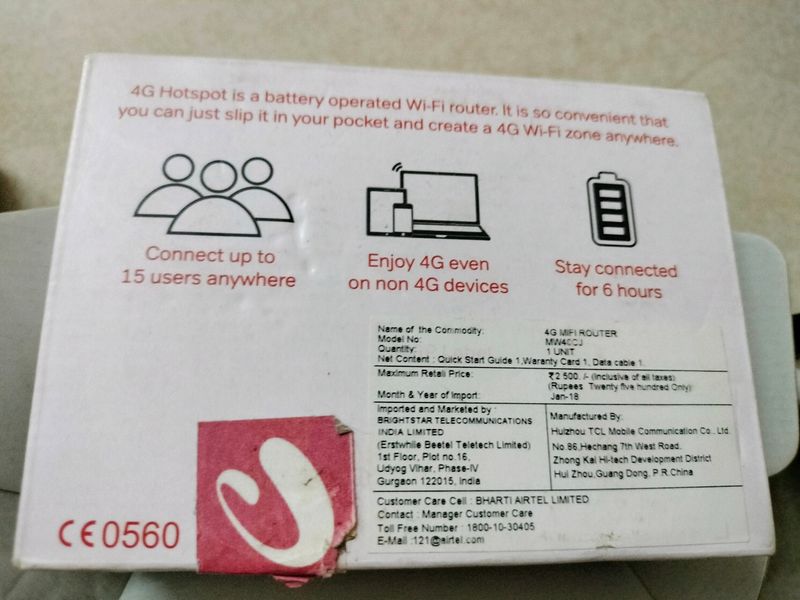 4G Hotspot is a battery operated Wi-Fi router. It is so convenient that
you can just slip it in your pocket and create a 4G Wi-Fi zone anywhere.
Connect up to
15 users anywhere
Enjoy 4G even
on non 4G devices
Stay connected
for 6 hours
Name of the Commodity: 4G MIFI ROUTER
Model No:
Quantity: 1 UNIT
Net Content : Quick Start Guide 1,Waranty Card 1, Data cable 1
Maximum Retail Price: ₹2 500 /- (Inclusive of all taxes)
(Rupees Twenty five hundred Only)
Month & Year of Import: Jan-18
Imported and Marketed by :
BRIGHTSTAR TELECOMMUNICATIONS
INDIA LIMITED
(Erstwhile Beetel Teletech Limited)
1st Floor, Plot no.16,
Udyog Vihar, Phase-IV
Gurgaon 122015, India
Manufactured By:
Huizhou TCL Mobile Communication Co., Ltd.
No.86,Hechang 7th West Road,
Zhong Kai Hi-tech Development District
Hui Zhou,Guang Dong, P.R.China
Customer Care Cell : BHARTI AIRTEL LIMITED
Contact : Manager Customer Care
Toll Free Number : 1800-10-30405
E-Mail :121@airtel.com
CE0560